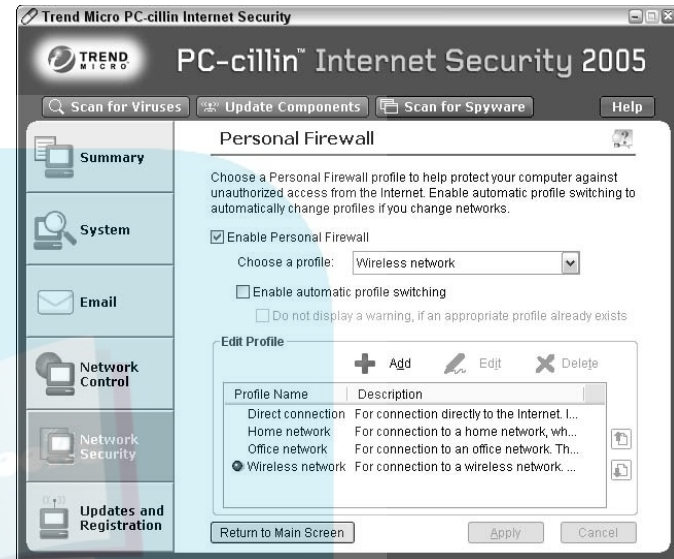 Trend Micro PC-cillin Internet Security
TREND MICRO
PC-cillin™ Internet Security 2005
Scan for Viruses
Update Components
Scan for Spyware
Help
Summary
System
Email
Network
Control
Network
Security
Updates and
Registration
Personal Firewall
Choose a Personal Firewall profile to help protect your computer against
unauthorized access from the Internet. Enable automatic profile switching to
automatically change profiles if you change networks.
Enable Personal Firewall
Choose a profile: Wireless network
Enable automatic profile switching
Do not display a warning, if an appropriate profile already exists
Edit Profile
Add Edit Delete
Profile Name Description
Direct connection For connection directly to the Internet. I...
Home network For connection to a home network, wh...
Office network For connection to an office network. Th...
Wireless network For connection to a wireless network. ...
Return to Main Screen
Apply
Cancel